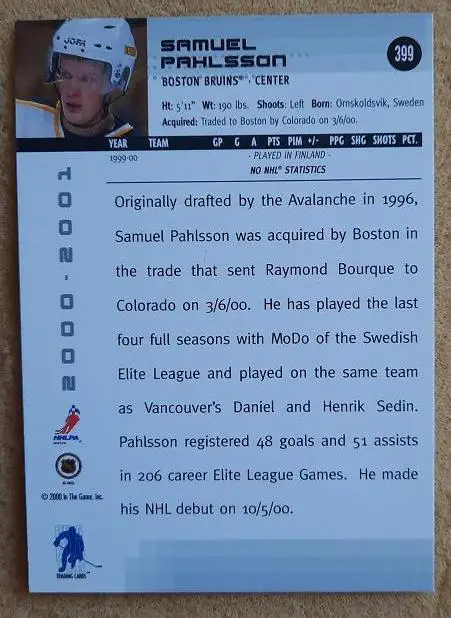 JOFA
SAMUEL
PAHLSSON
399
BOSTON BRUINS® · CENTER
Ht: 5'11" Wt: 190 lbs. Shoots: Left Born: Ornskoldsvik, Sweden
Acquired: Traded to Boston by Colorado on 3/6/00.
YEAR TEAM GP G A PTS PIM +/- PPG SHG SHOTS PCT.
1999-00 - PLAYED IN FINLAND -
NO NHL® STATISTICS
2000-2001
Originally drafted by the Avalanche in 1996,
Samuel Pahlsson was acquired by Boston in
the trade that sent Raymond Bourque to
Colorado on 3/6/00. He has played the last
four full seasons with MoDo of the Swedish
Elite League and played on the same team
as Vancouver's Daniel and Henrik Sedin.
Pahlsson registered 48 goals and 51 assists
in 206 career Elite League Games. He made
his NHL debut on 10/5/00.
NHLPA
© NHL
© 2000 In The Game, Inc.
TRADING CARDS